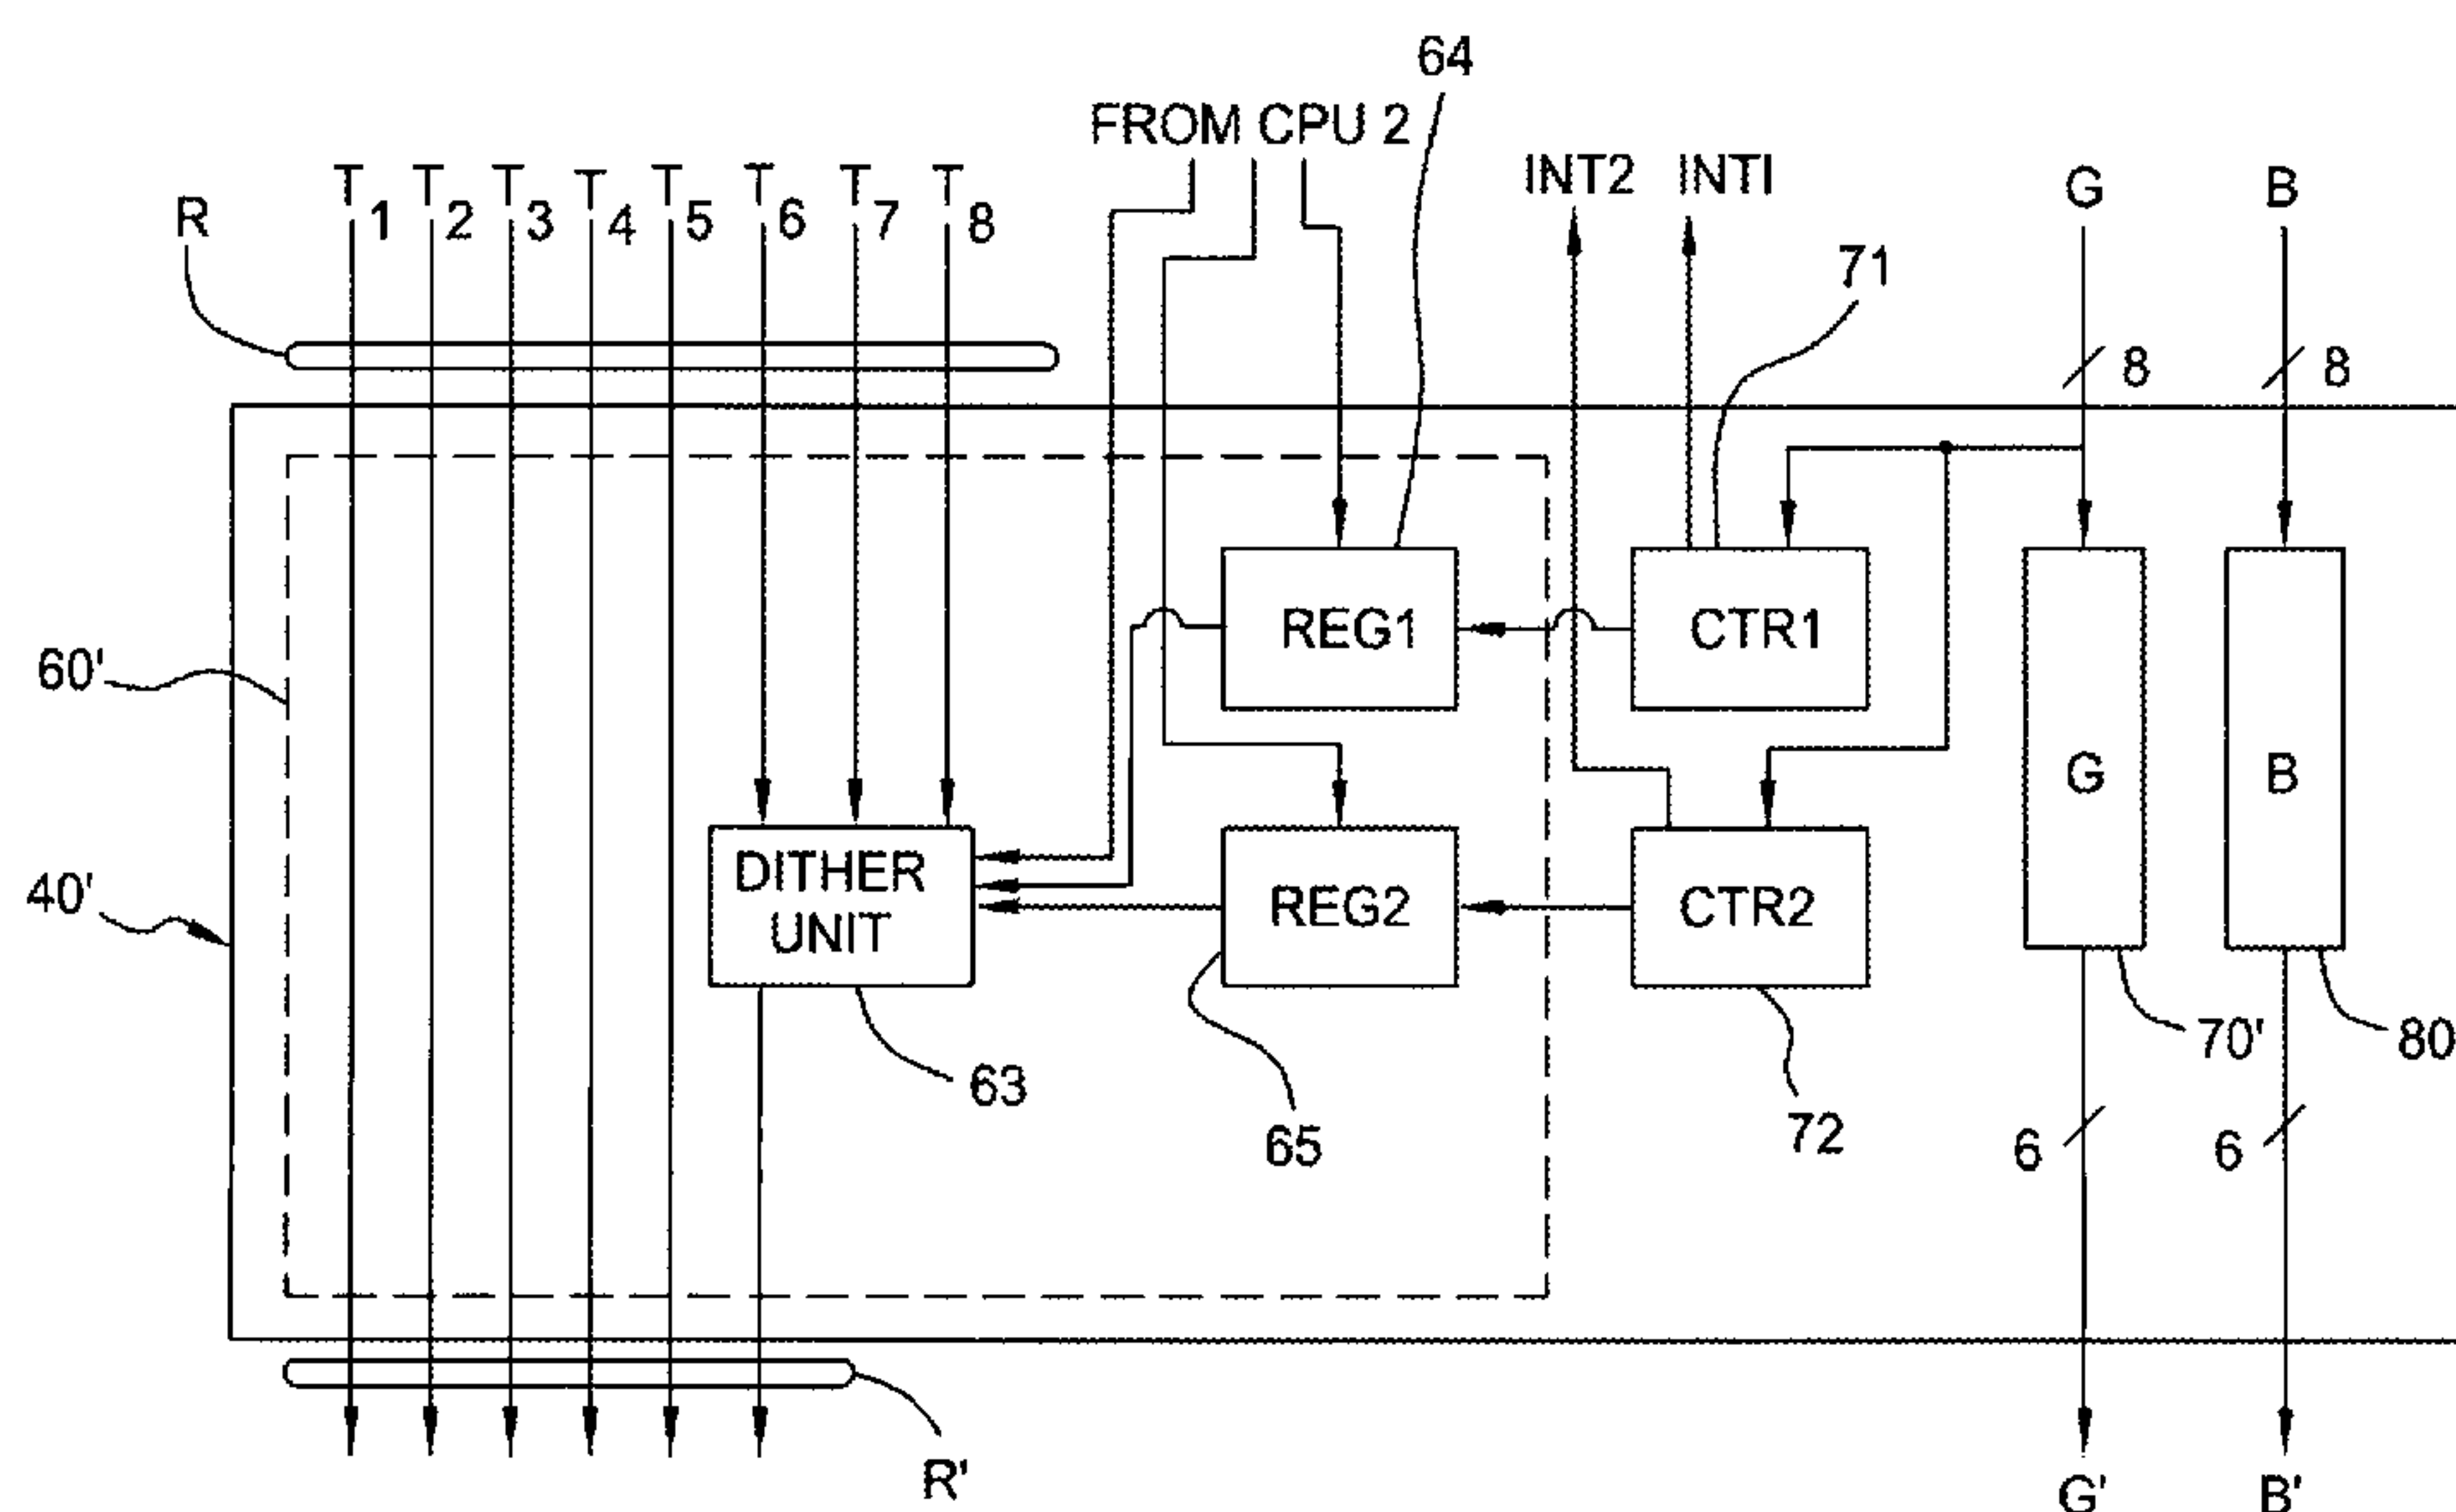 64
FROM CPU 2
T1 T2 T3 T4 T5 T6 T7 T8
INT2 INTI G B
R
71
8 8
60'
REG1 CTR1
G B
40'
DITHER UNIT
REG2 CTR2
63
65
72
70' 80
6 6
R' G' B'